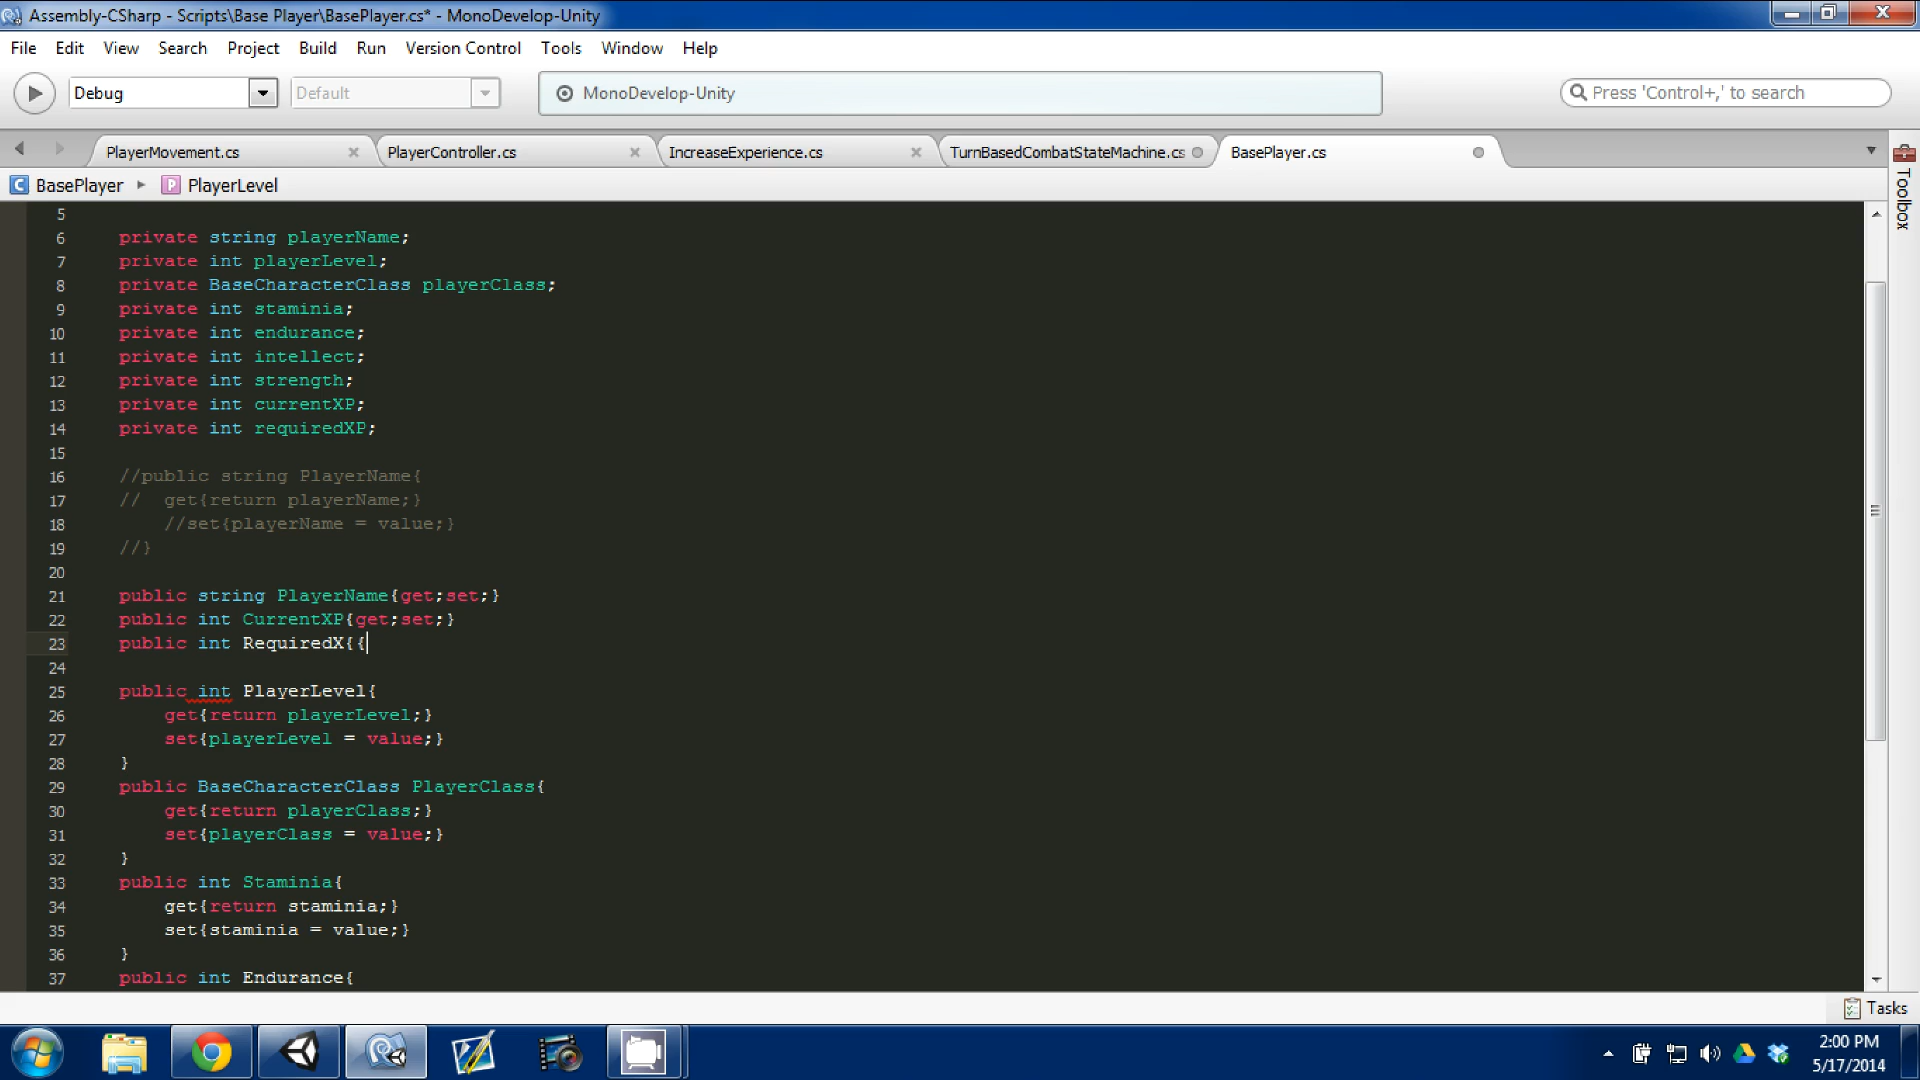 Assembly-CSharp - Scripts\Base Player\BasePlayer.cs* - MonoDevelop-Unity
File Edit View Search Project Build Run Version Control Tools Window Help
Debug Default MonoDevelop-Unity Press 'Control+,' to search
PlayerMovement.cs PlayerController.cs IncreaseExperience.cs TurnBasedCombatStateMachine.cs BasePlayer.cs
BasePlayer PlayerLevel
Toolbox
5
6 private string playerName;
7 private int playerLevel;
8 private BaseCharacterClass playerClass;
9 private int staminia;
10 private int endurance;
11 private int intellect;
12 private int strength;
13 private int currentXP;
14 private int requiredXP;
15
16 //public string PlayerName{
17 // get{return playerName;}
18 //set{playerName = value;}
19 //}
20
21 public string PlayerName{get;set;}
22 public int CurrentXP{get;set;}
23 public int RequiredX{{
24
25 public int PlayerLevel{
26 get{return playerLevel;}
27 set{playerLevel = value;}
28 }
29 public BaseCharacterClass PlayerClass{
30 get{return playerClass;}
31 set{playerClass = value;}
32 }
33 public int Staminia{
34 get{return staminia;}
35 set{staminia = value;}
36 }
37 public int Endurance{
Tasks
2:00 PM
5/17/2014